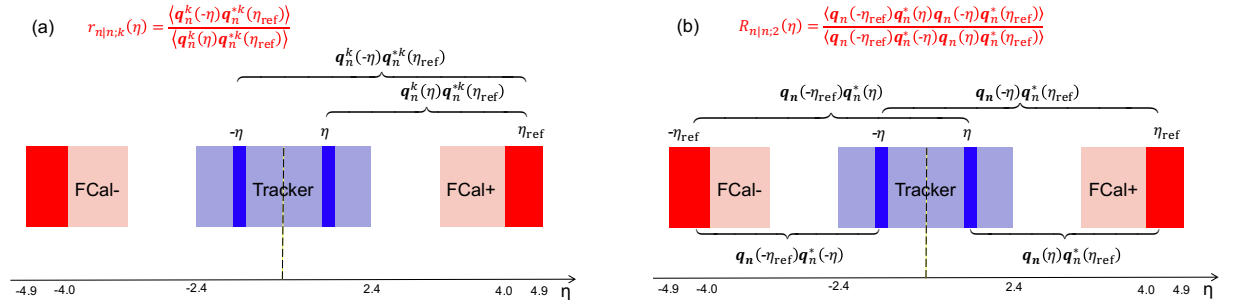 (a) r_{n|n;k}(η) = ⟨q_n^k(-η)q_n^{*k}(η_ref)⟩ / ⟨q_n^k(η)q_n^{*k}(η_ref)⟩
q_n^k(-η)q_n^{*k}(η_ref)
q_n^k(η)q_n^{*k}(η_ref)
-η η η_ref
FCal- Tracker FCal+
-4.9 -4.0 -2.4 2.4 4.0 4.9 η
(b) R_{n|n;2}(η) = ⟨q_n(-η_ref)q_n^*(η)q_n(-η)q_n^*(η_ref)⟩ / ⟨q_n(-η_ref)q_n^*(-η)q_n(η)q_n^*(η_ref)⟩
q_n(-η_ref)q_n^*(η) q_n(-η)q_n^*(η_ref)
-η_ref -η η η_ref
FCal- Tracker FCal+
q_n(-η_ref)q_n^*(-η) q_n(η)q_n^*(η_ref)
-4.9 -4.0 -2.4 2.4 4.0 4.9 η